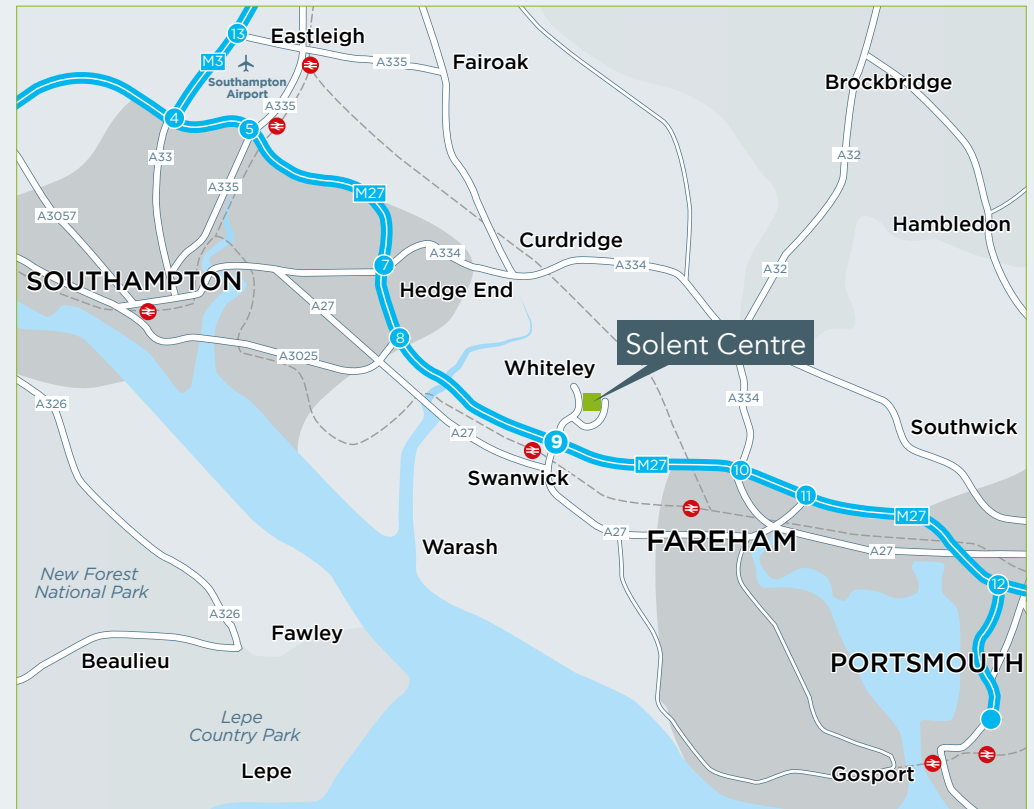 13
Eastleigh
M3
A335
Fairoak
Southampton
Airport
Brockbridge
A335
4
5
A33
A32
A335
M27
A3057
Hambledon
Curdridge
A334
A334
7
A32
SOUTHAMPTON
Hedge End
A27
8
Solent Centre
A3025
Whiteley
A326
A334
Southwick
A27
9
M27
10
Swanwick
11
M27
A27
FAREHAM
Warash
A27
New Forest
National Park
12
A326
Fawley
Beaulieu
PORTSMOUTH
Lepe
Country Park
Lepe
Gosport